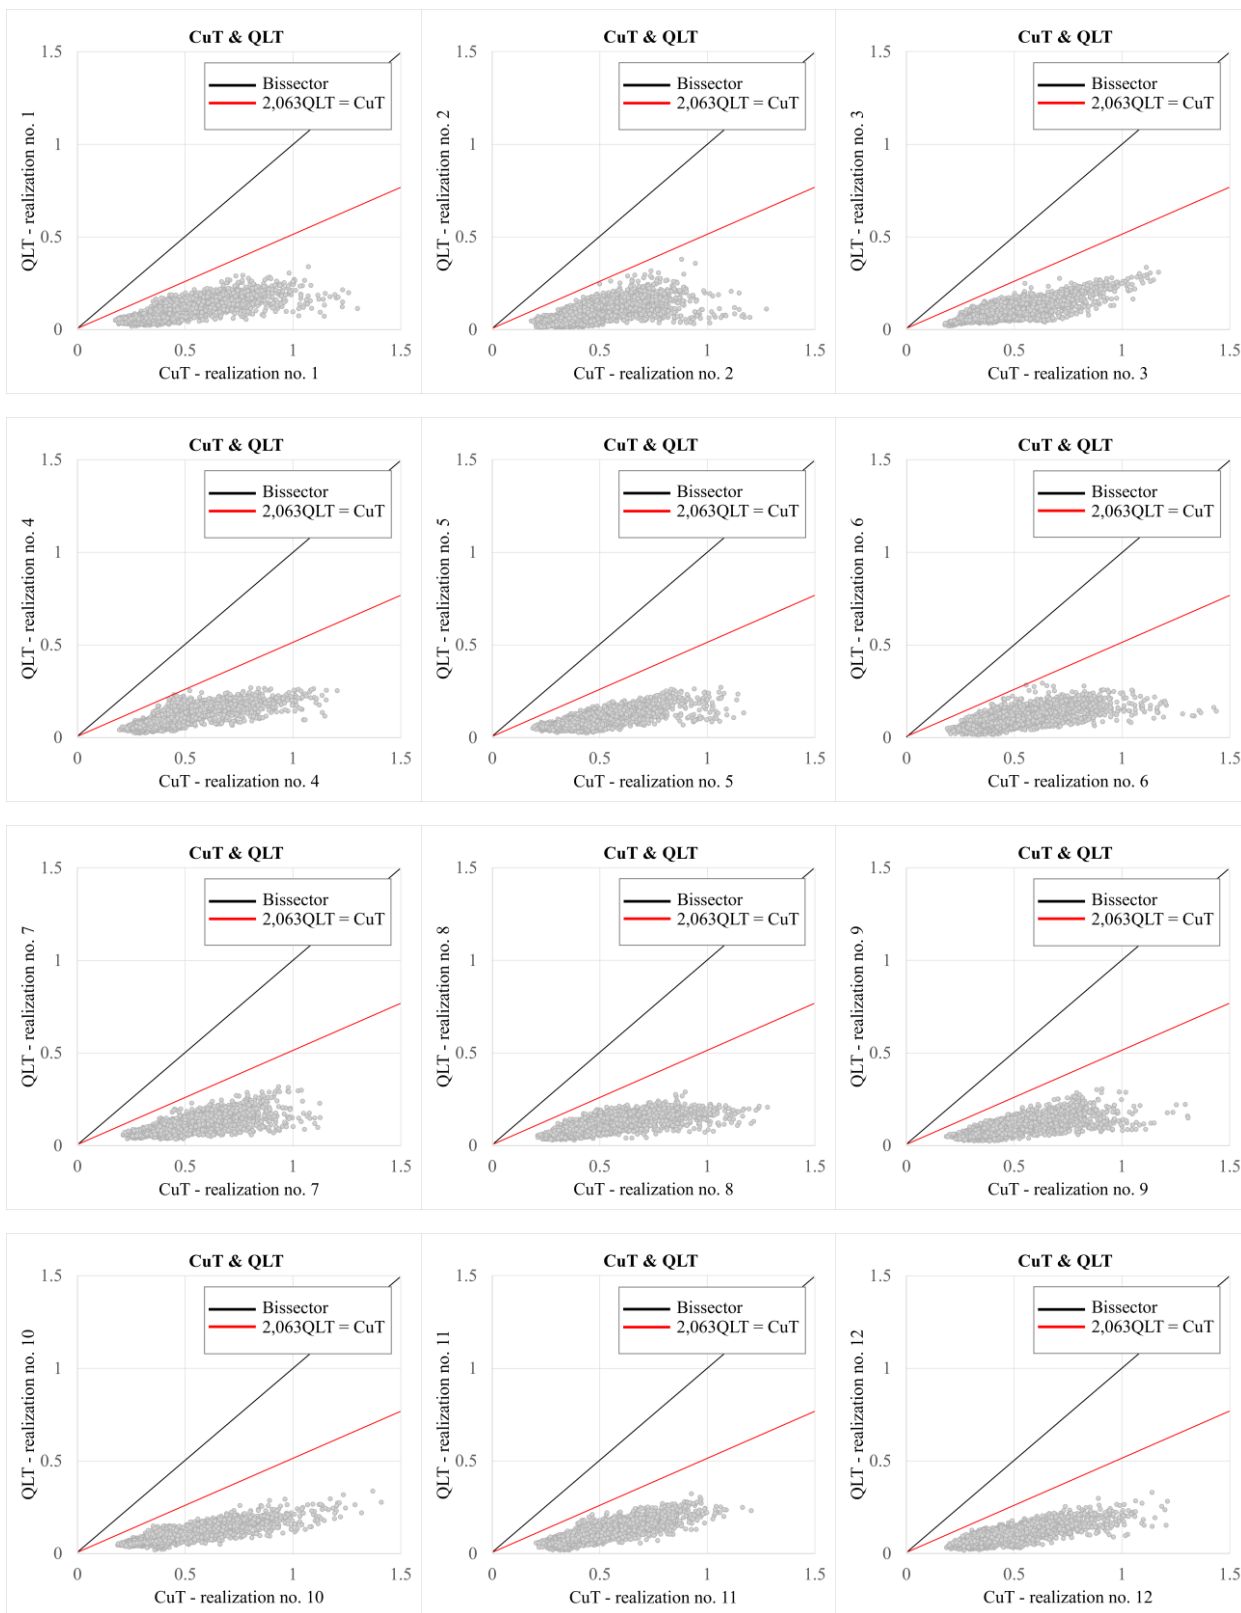 CuT & QLT
1.5
Bissector
2,063QLT = CuT
1
0.5
0
0 0.5 1 1.5
QLT - realization no. 1
CuT - realization no. 1
CuT & QLT
1.5
Bissector
2,063QLT = CuT
1
0.5
0
0 0.5 1 1.5
QLT - realization no. 2
CuT - realization no. 2
CuT & QLT
1.5
Bissector
2,063QLT = CuT
1
0.5
0
0 0.5 1 1.5
QLT - realization no. 3
CuT - realization no. 3
CuT & QLT
1.5
Bissector
2,063QLT = CuT
1
0.5
0
0 0.5 1 1.5
QLT - realization no. 4
CuT - realization no. 4
CuT & QLT
1.5
Bissector
2,063QLT = CuT
1
0.5
0
0 0.5 1 1.5
QLT - realization no. 5
CuT - realization no. 5
CuT & QLT
1.5
Bissector
2,063QLT = CuT
1
0.5
0
0 0.5 1 1.5
QLT - realization no. 6
CuT - realization no. 6
CuT & QLT
1.5
Bissector
2,063QLT = CuT
1
0.5
0
0 0.5 1 1.5
QLT - realization no. 7
CuT - realization no. 7
CuT & QLT
1.5
Bissector
2,063QLT = CuT
1
0.5
0
0 0.5 1 1.5
QLT - realization no. 8
CuT - realization no. 8
CuT & QLT
1.5
Bissector
2,063QLT = CuT
1
0.5
0
0 0.5 1 1.5
QLT - realization no. 9
CuT - realization no. 9
CuT & QLT
1.5
Bissector
2,063QLT = CuT
1
0.5
0
0 0.5 1 1.5
QLT - realization no. 10
CuT - realization no. 10
CuT & QLT
1.5
Bissector
2,063QLT = CuT
1
0.5
0
0 0.5 1 1.5
QLT - realization no. 11
CuT - realization no. 11
CuT & QLT
1.5
Bissector
2,063QLT = CuT
1
0.5
0
0 0.5 1 1.5
QLT - realization no. 12
CuT - realization no. 12